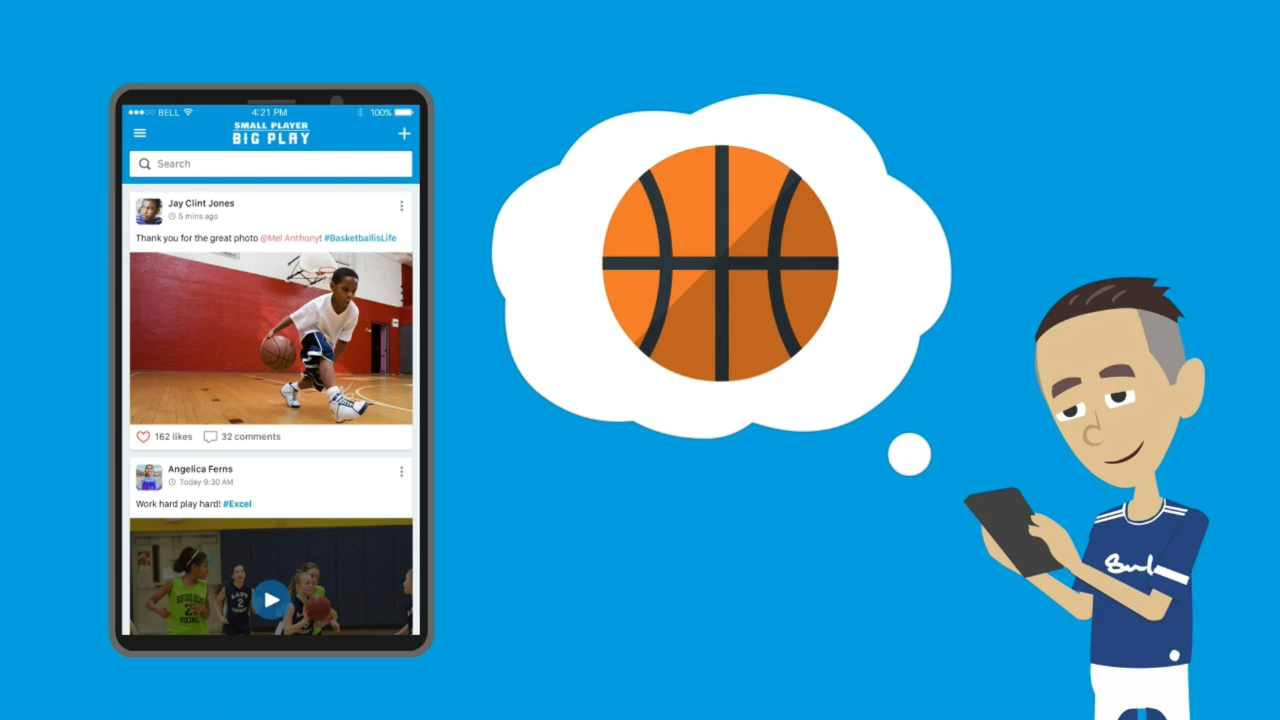 BELL
4:21 PM
100%
SMALL PLAYER
BIG PLAY
Search
Jay Clint Jones
5 mins ago
Thank you for the great photo @Mel Anthony! #BasketballisLife
162 likes
32 comments
Angelica Ferns
Today 9:30 AM
Work hard play hard! #Excel
VIKING
2